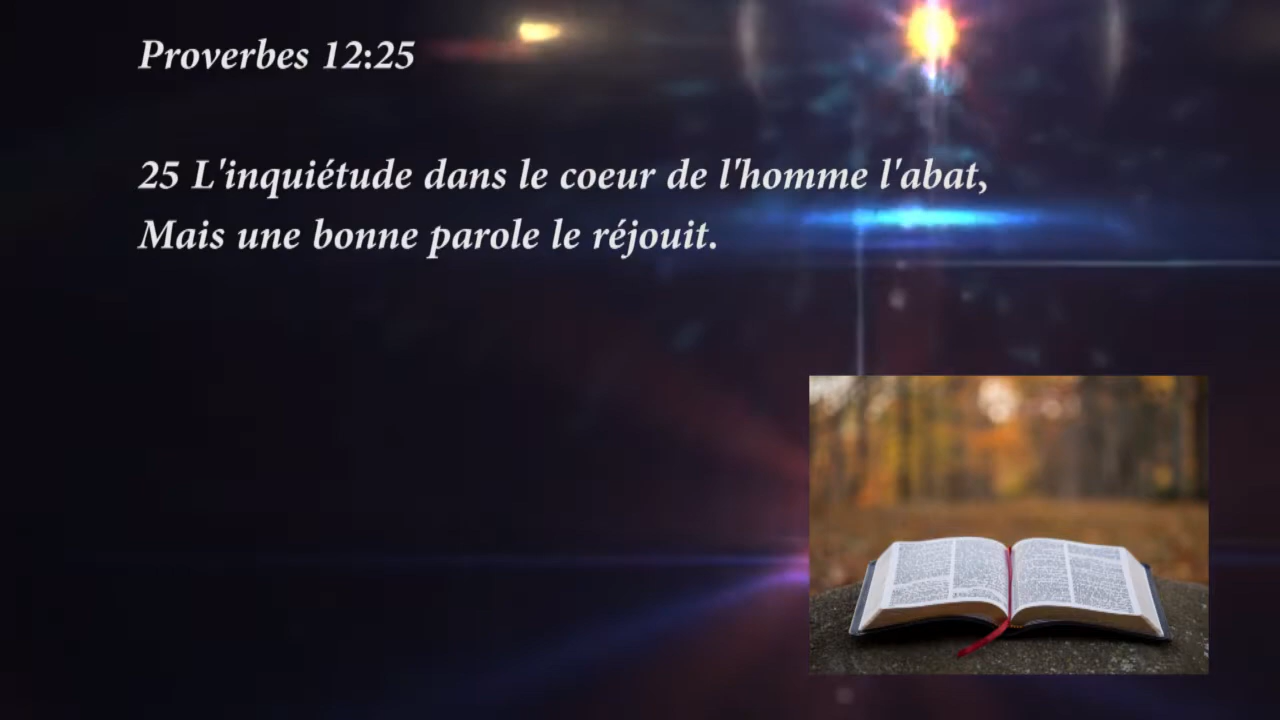 Proverbes 12:25
25 L'inquiétude dans le coeur de l'homme l'abat,
Mais une bonne parole le réjouit.